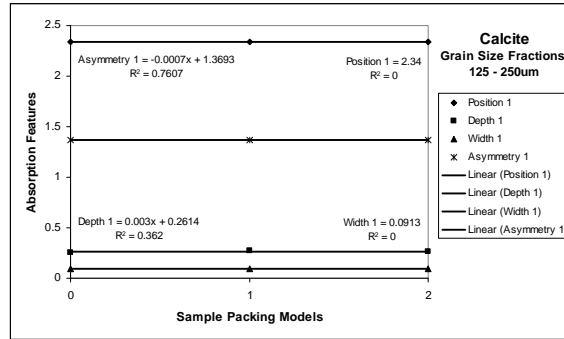 Calcite
Grain Size Fractions
125 - 250um
2.5
2
1.5
1
0.5
0
Absorption Features
Asymmetry 1 = -0.0007x + 1.3693
R² = 0.7607
Position 1 = 2.34
R² = 0
Depth 1 = 0.003x + 0.2614
R² = 0.362
Width 1 = 0.0913
R² = 0
0 1 2
Sample Packing Models
Position 1
Depth 1
Width 1
Asymmetry 1
Linear (Position 1)
Linear (Depth 1)
Linear (Width 1)
Linear (Asymmetry 1